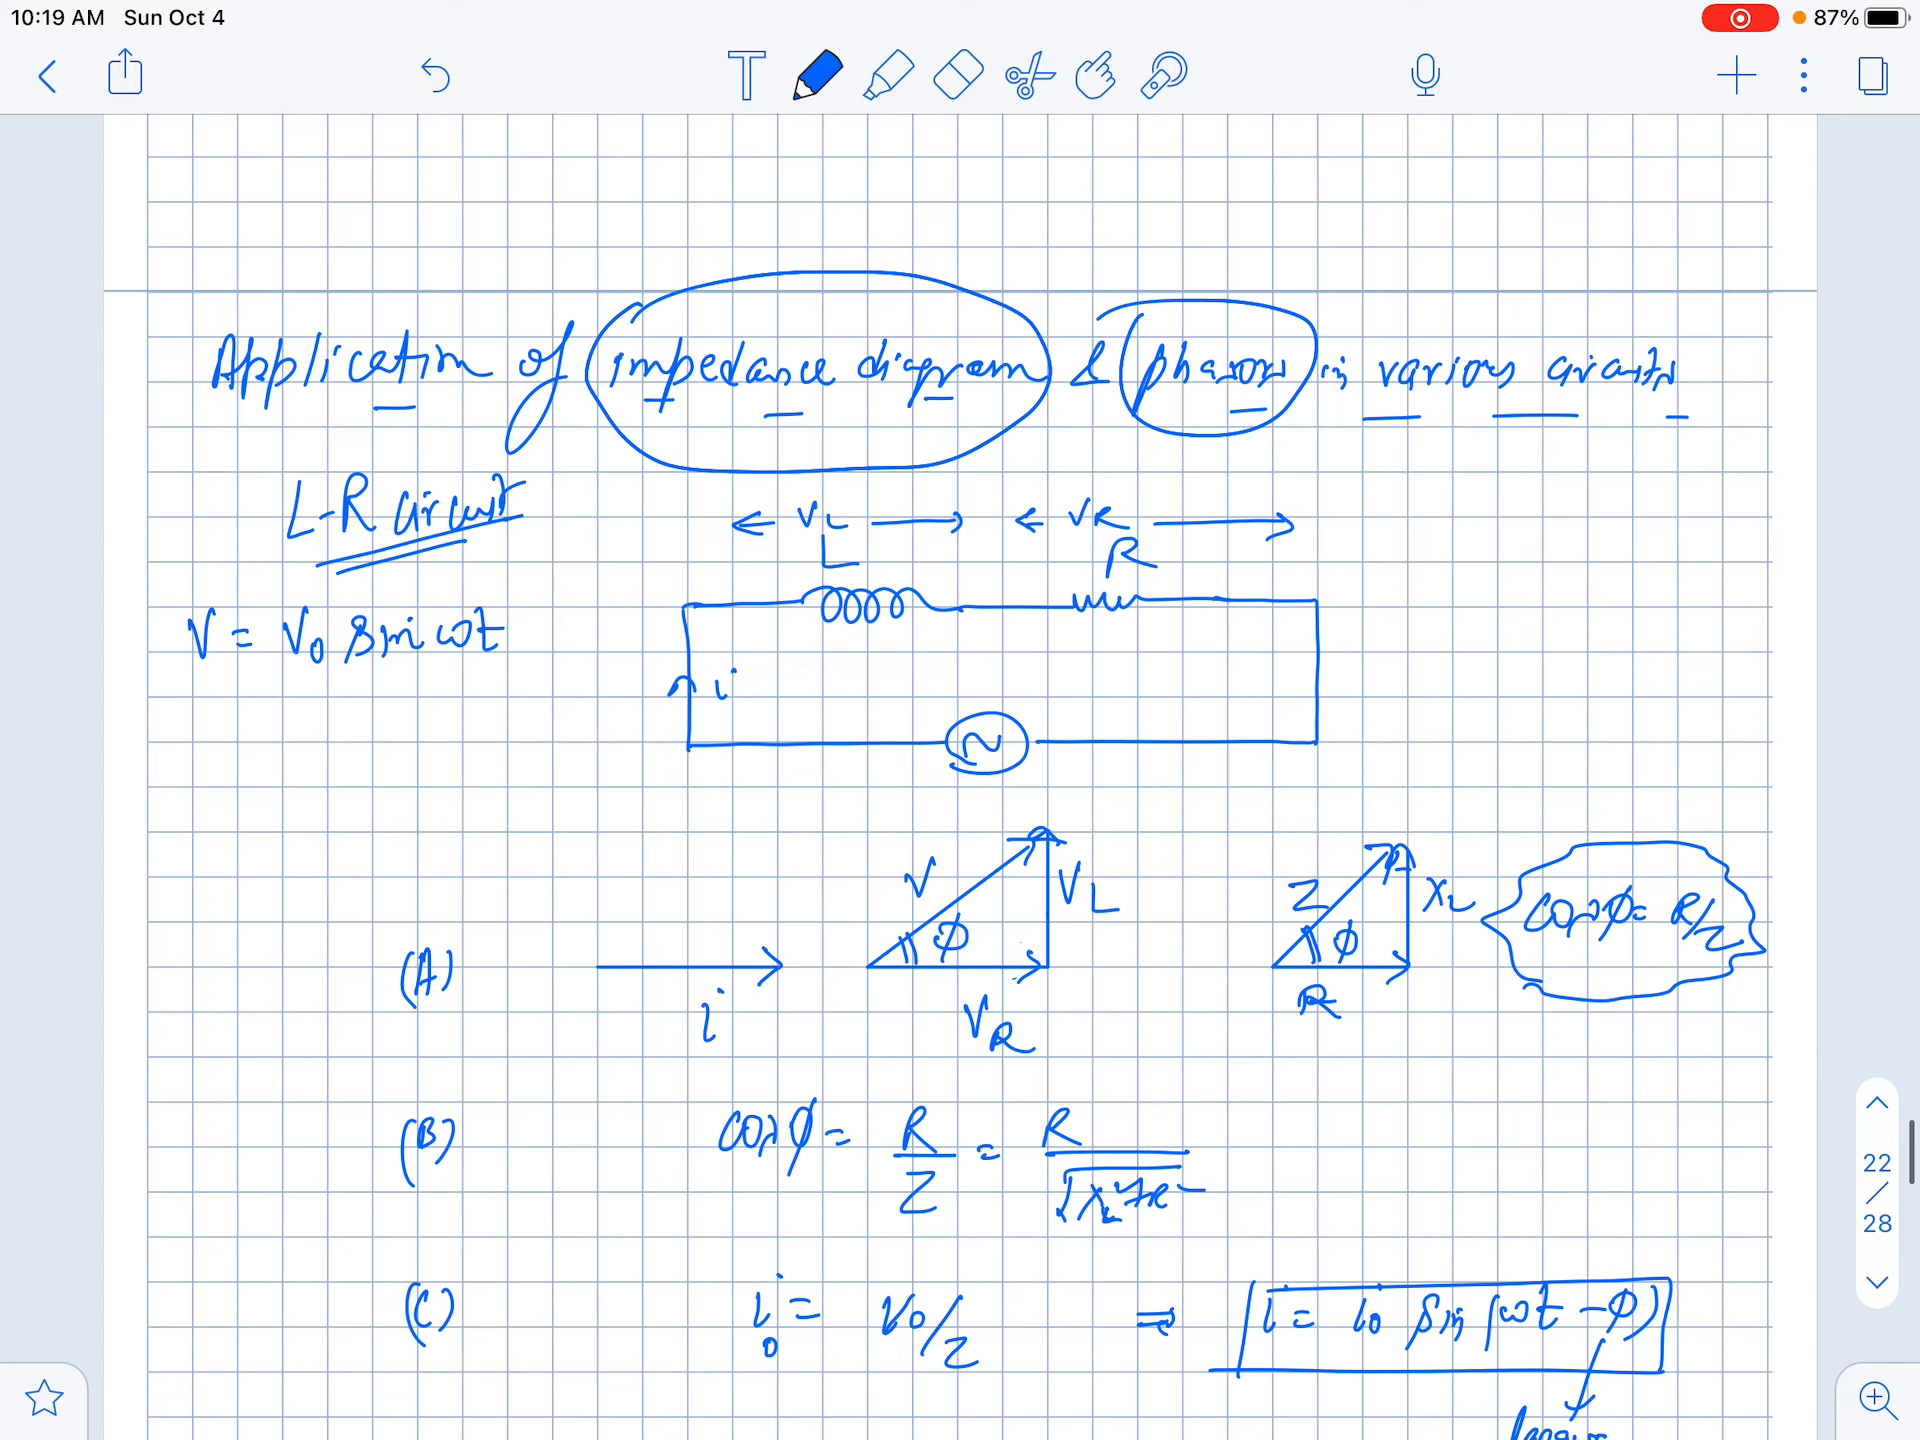 10:19 AM Sun Oct 4
87%
T
Application of impedance diagram & phasors in various circuits
L-R circuit
VL VR
L R
V = V0 sin ωt
i
~
V VL
φ
VR
Z XL
φ
R
cosφ = R/Z
(A)
i
(B) cosφ = R/Z = R/√XL²+R²
(C) i0 = V0/Z ⇒ i = i0 sin(ωt - φ)
22
/
28